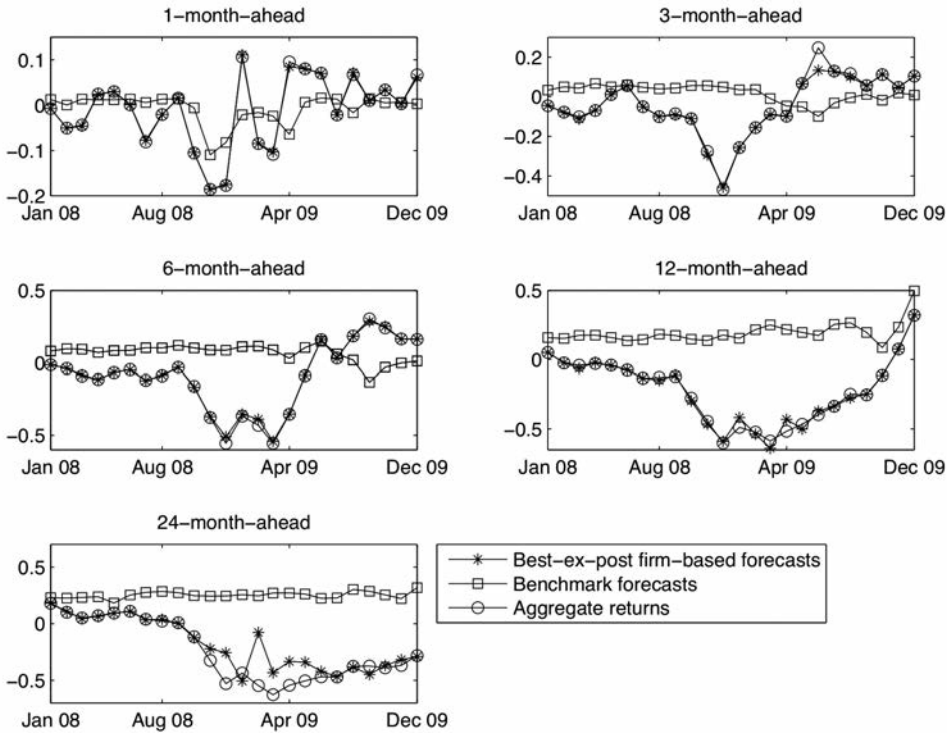 1−month−ahead
0.1
0
−0.1
−0.2
Jan 08 Aug 08 Apr 09 Dec 09
3−month−ahead
0.2
0
−0.2
−0.4
Jan 08 Aug 08 Apr 09 Dec 09
6−month−ahead
0.5
0
−0.5
Jan 08 Aug 08 Apr 09 Dec 09
12−month−ahead
0.5
0
−0.5
Jan 08 Aug 08 Apr 09 Dec 09
24−month−ahead
0.5
0
−0.5
Jan 08 Aug 08 Apr 09 Dec 09
Best−ex−post firm−based forecasts
Benchmark forecasts
Aggregate returns